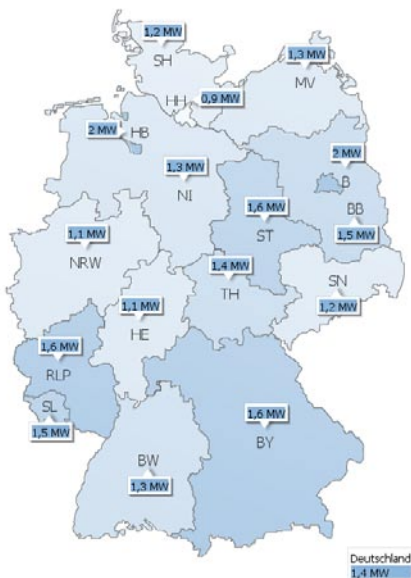 1,2 MW
SH
1,3 MW
MV
HH
0,9 MW
2 MW
HB
1,3 MW
NI
2 MW
B
BB
1,5 MW
1,6 MW
ST
1,1 MW
NRW
1,4 MW
TH
SN
1,2 MW
1,1 MW
HE
1,6 MW
RLP
SL
1,5 MW
1,6 MW
BY
BW
1,3 MW
Deutschland
1,4 MW